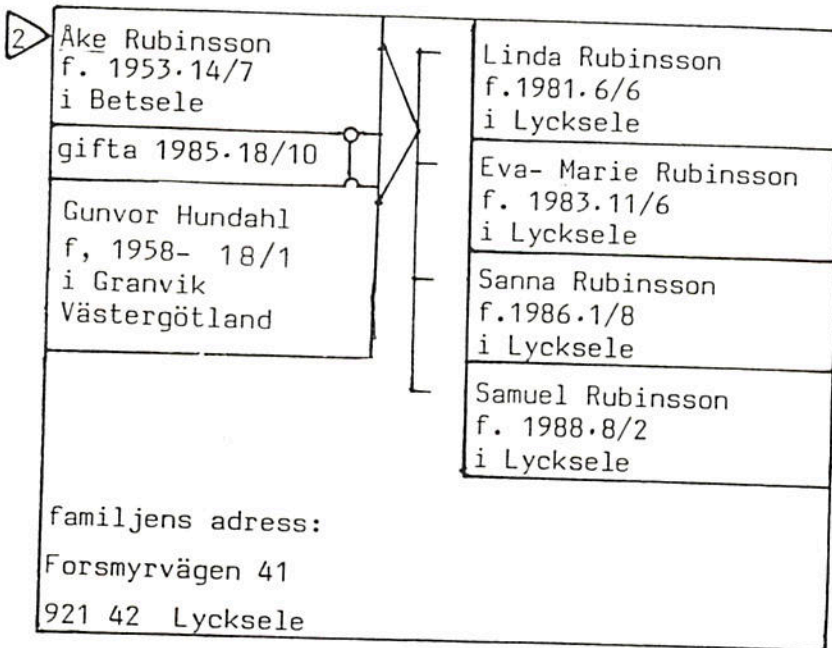 2
Åke Rubinsson
f. 1953.14/7
i Betsele
gifta 1985.18/10
Gunvor Hundahl
f, 1958- 18/1
i Granvik
Västergötland
Linda Rubinsson
f.1981.6/6
i Lycksele
Eva- Marie Rubinsson
f. 1983.11/6
i Lycksele
Sanna Rubinsson
f.1986.1/8
i Lycksele
Samuel Rubinsson
f. 1988.8/2
i Lycksele
familjens adress:
Forsmyrvägen 41
921 42 Lycksele